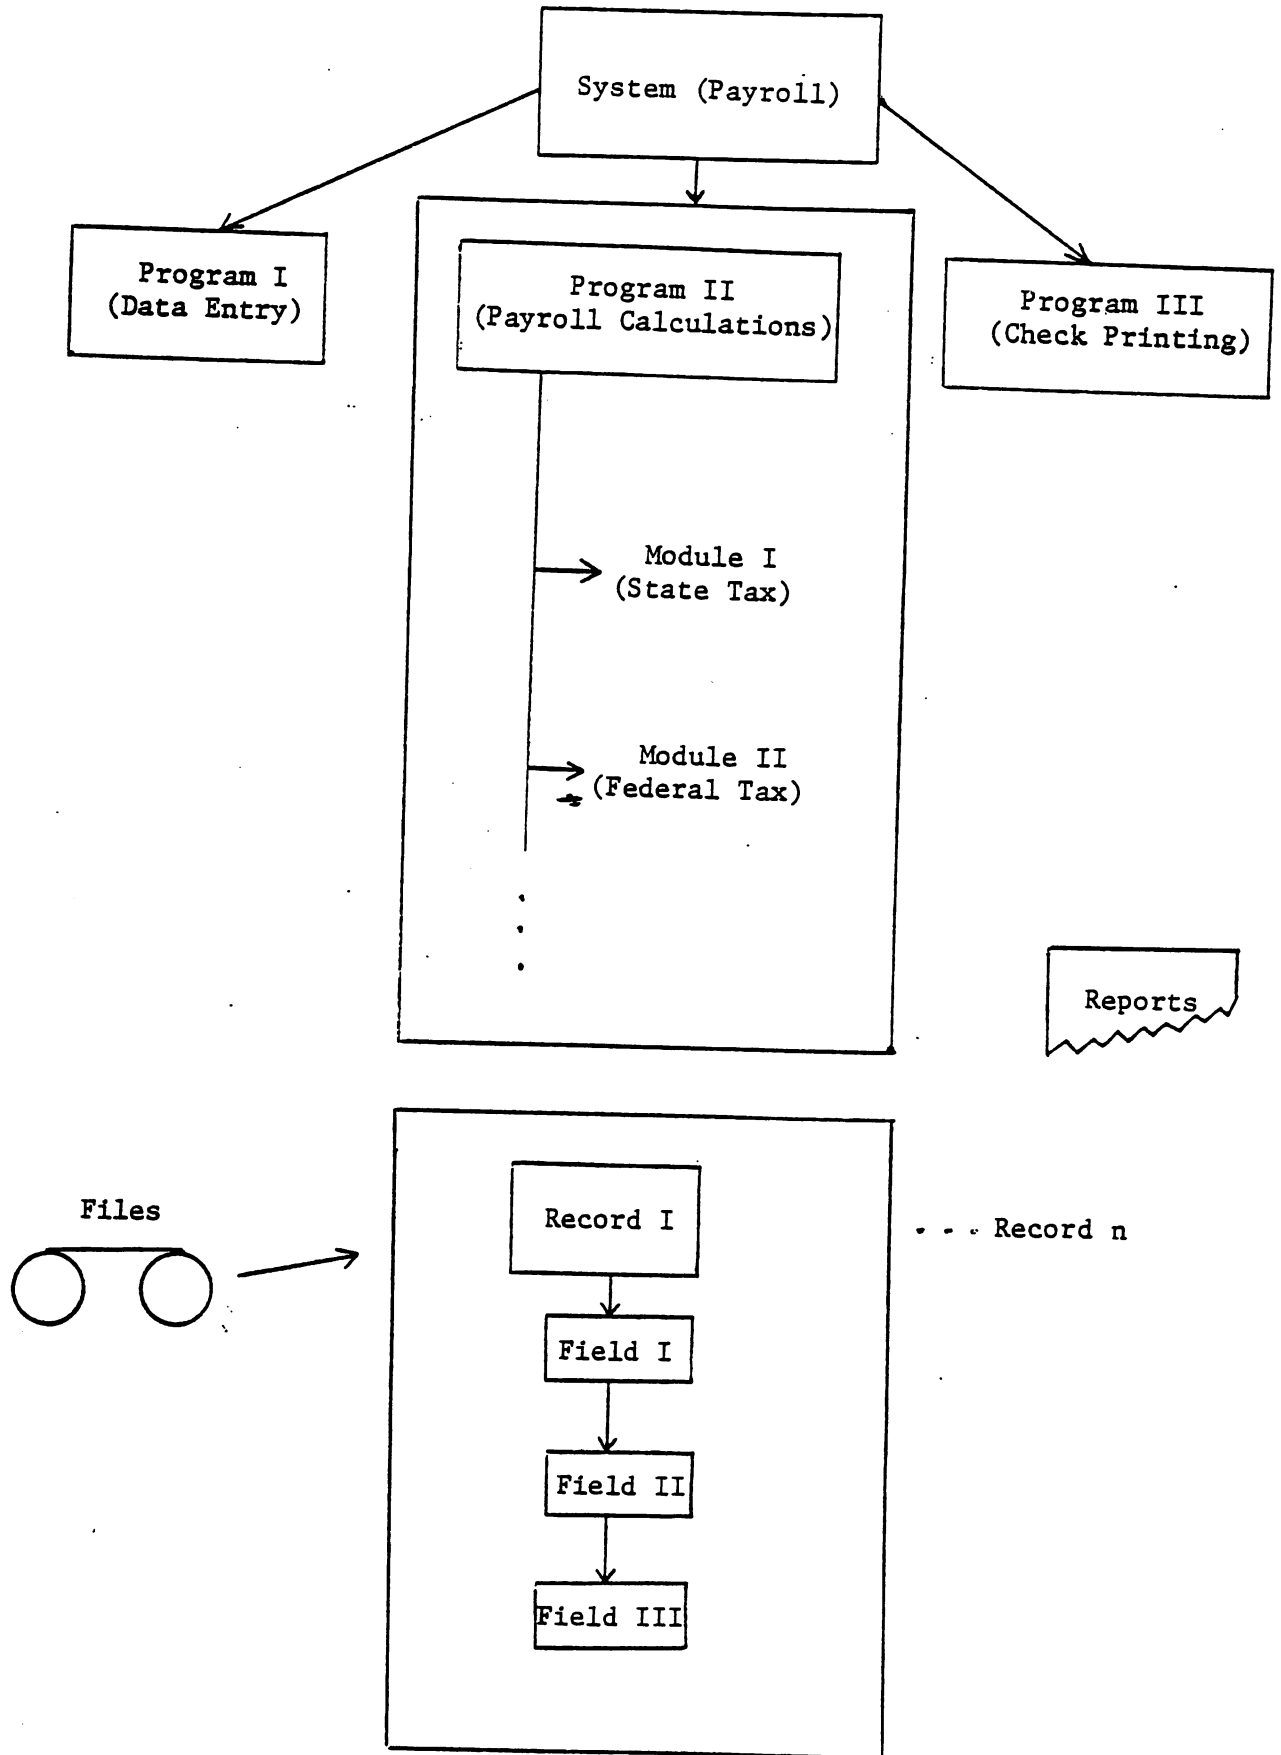 System (Payroll)
Program I
(Data Entry)
Program II
(Payroll Calculations)
Program III
(Check Printing)
Module I
(State Tax)
Module II
(Federal Tax)
Reports
Files
Record I
Record n
Field I
Field II
Field III